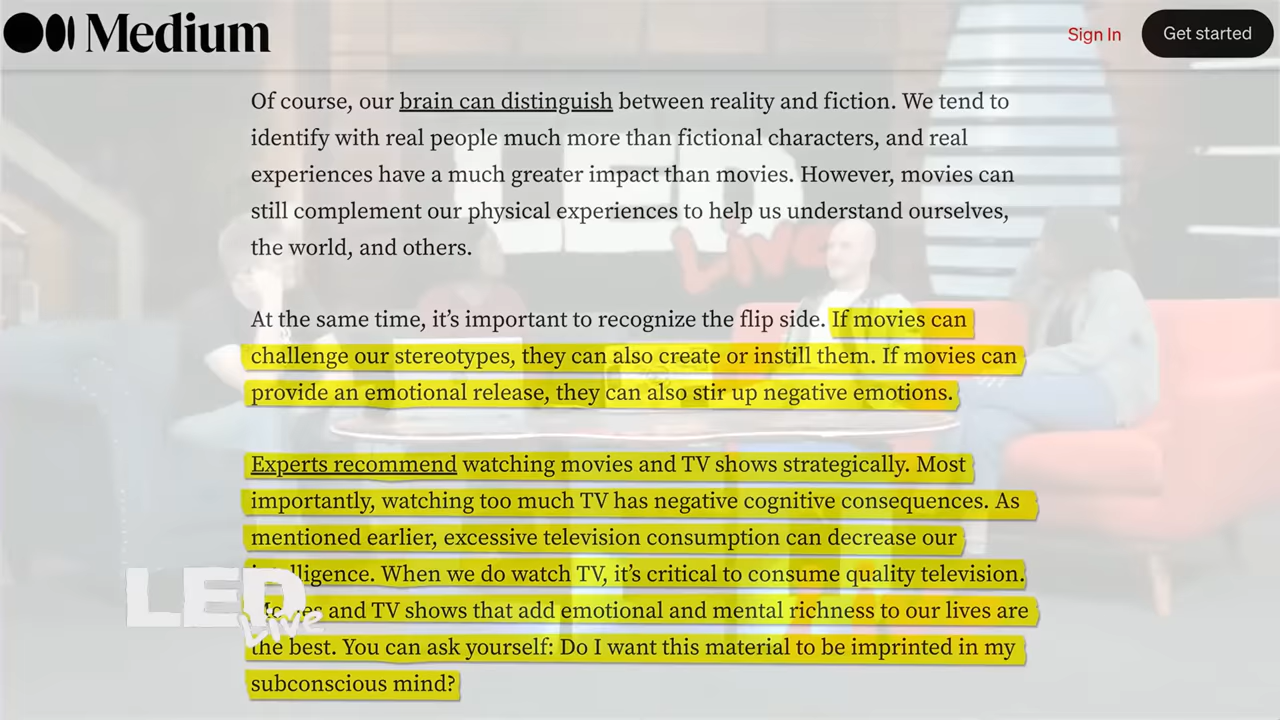 Medium
Sign In
Get started
Of course, our brain can distinguish between reality and fiction. We tend to
identify with real people much more than fictional characters, and real
experiences have a much greater impact than movies. However, movies can
still complement our physical experiences to help us understand ourselves,
the world, and others.
At the same time, it’s important to recognize the flip side. If movies can
challenge our stereotypes, they can also create or instill them. If movies can
provide an emotional release, they can also stir up negative emotions.
Experts recommend watching movies and TV shows strategically. Most
importantly, watching too much TV has negative cognitive consequences. As
mentioned earlier, excessive television consumption can decrease our
intelligence. When we do watch TV, it’s critical to consume quality television.
Movies and TV shows that add emotional and mental richness to our lives are
the best. You can ask yourself: Do I want this material to be imprinted in my
subconscious mind?
LED
Live
LED
Live